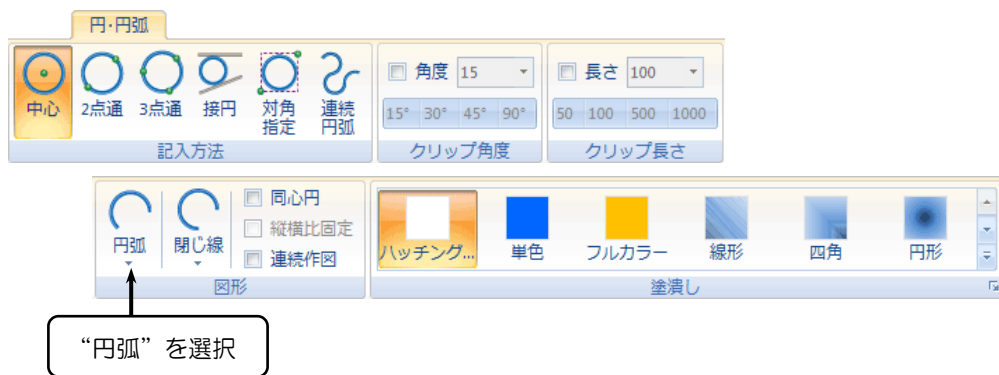 円・円弧
中心 2点通 3点通 接円 対角指定 連続円弧
角度 15
15° 30° 45° 90°
長さ 100
50 100 500 1000
記入方法 クリップ角度 クリップ長さ
円弧 閉じ線
同心円
縦横比固定
連続作図
ハッチング... 単色 フルカラー 線形 四角 円形
図形 塗潰し
“円弧”を選択